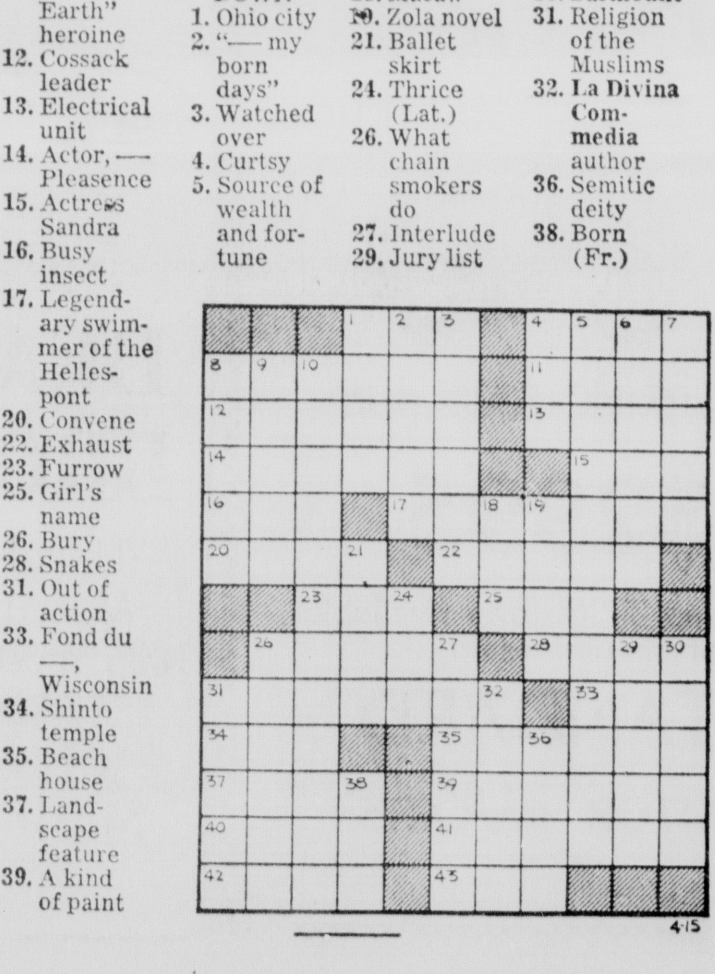 Earth"
heroine
12. Cossack
leader
13. Electrical
unit
14. Actor, —
Pleasence
15. Actress
Sandra
16. Busy
insect
17. Legend-
ary swim-
mer of the
Helles-
pont
20. Convene
22. Exhaust
23. Furrow
25. Girl's
name
26. Bury
28. Snakes
31. Out of
action
33. Fond du
—,
Wisconsin
34. Shinto
temple
35. Beach
house
37. Land-
scape
feature
39. A kind
of paint
1. Ohio city
2. "— my
born
days"
3. Watched
over
4. Curtsy
5. Source of
wealth
and for-
tune
19. Zola novel
21. Ballet
skirt
24. Thrice
(Lat.)
26. What
chain
smokers
do
27. Interlude
29. Jury list
31. Religion
of the
Muslims
32. La Divina
Com-
media
author
36. Semitic
deity
38. Born
(Fr.)
1 2 3 4 5 6 7
8 9 10 11
12 13
14 15
16 17 18 19
20 21 22
23 24 25
26 27 28 29 30
31 32 33
34 35 36
37 38 39
40 41
42 43
4-15